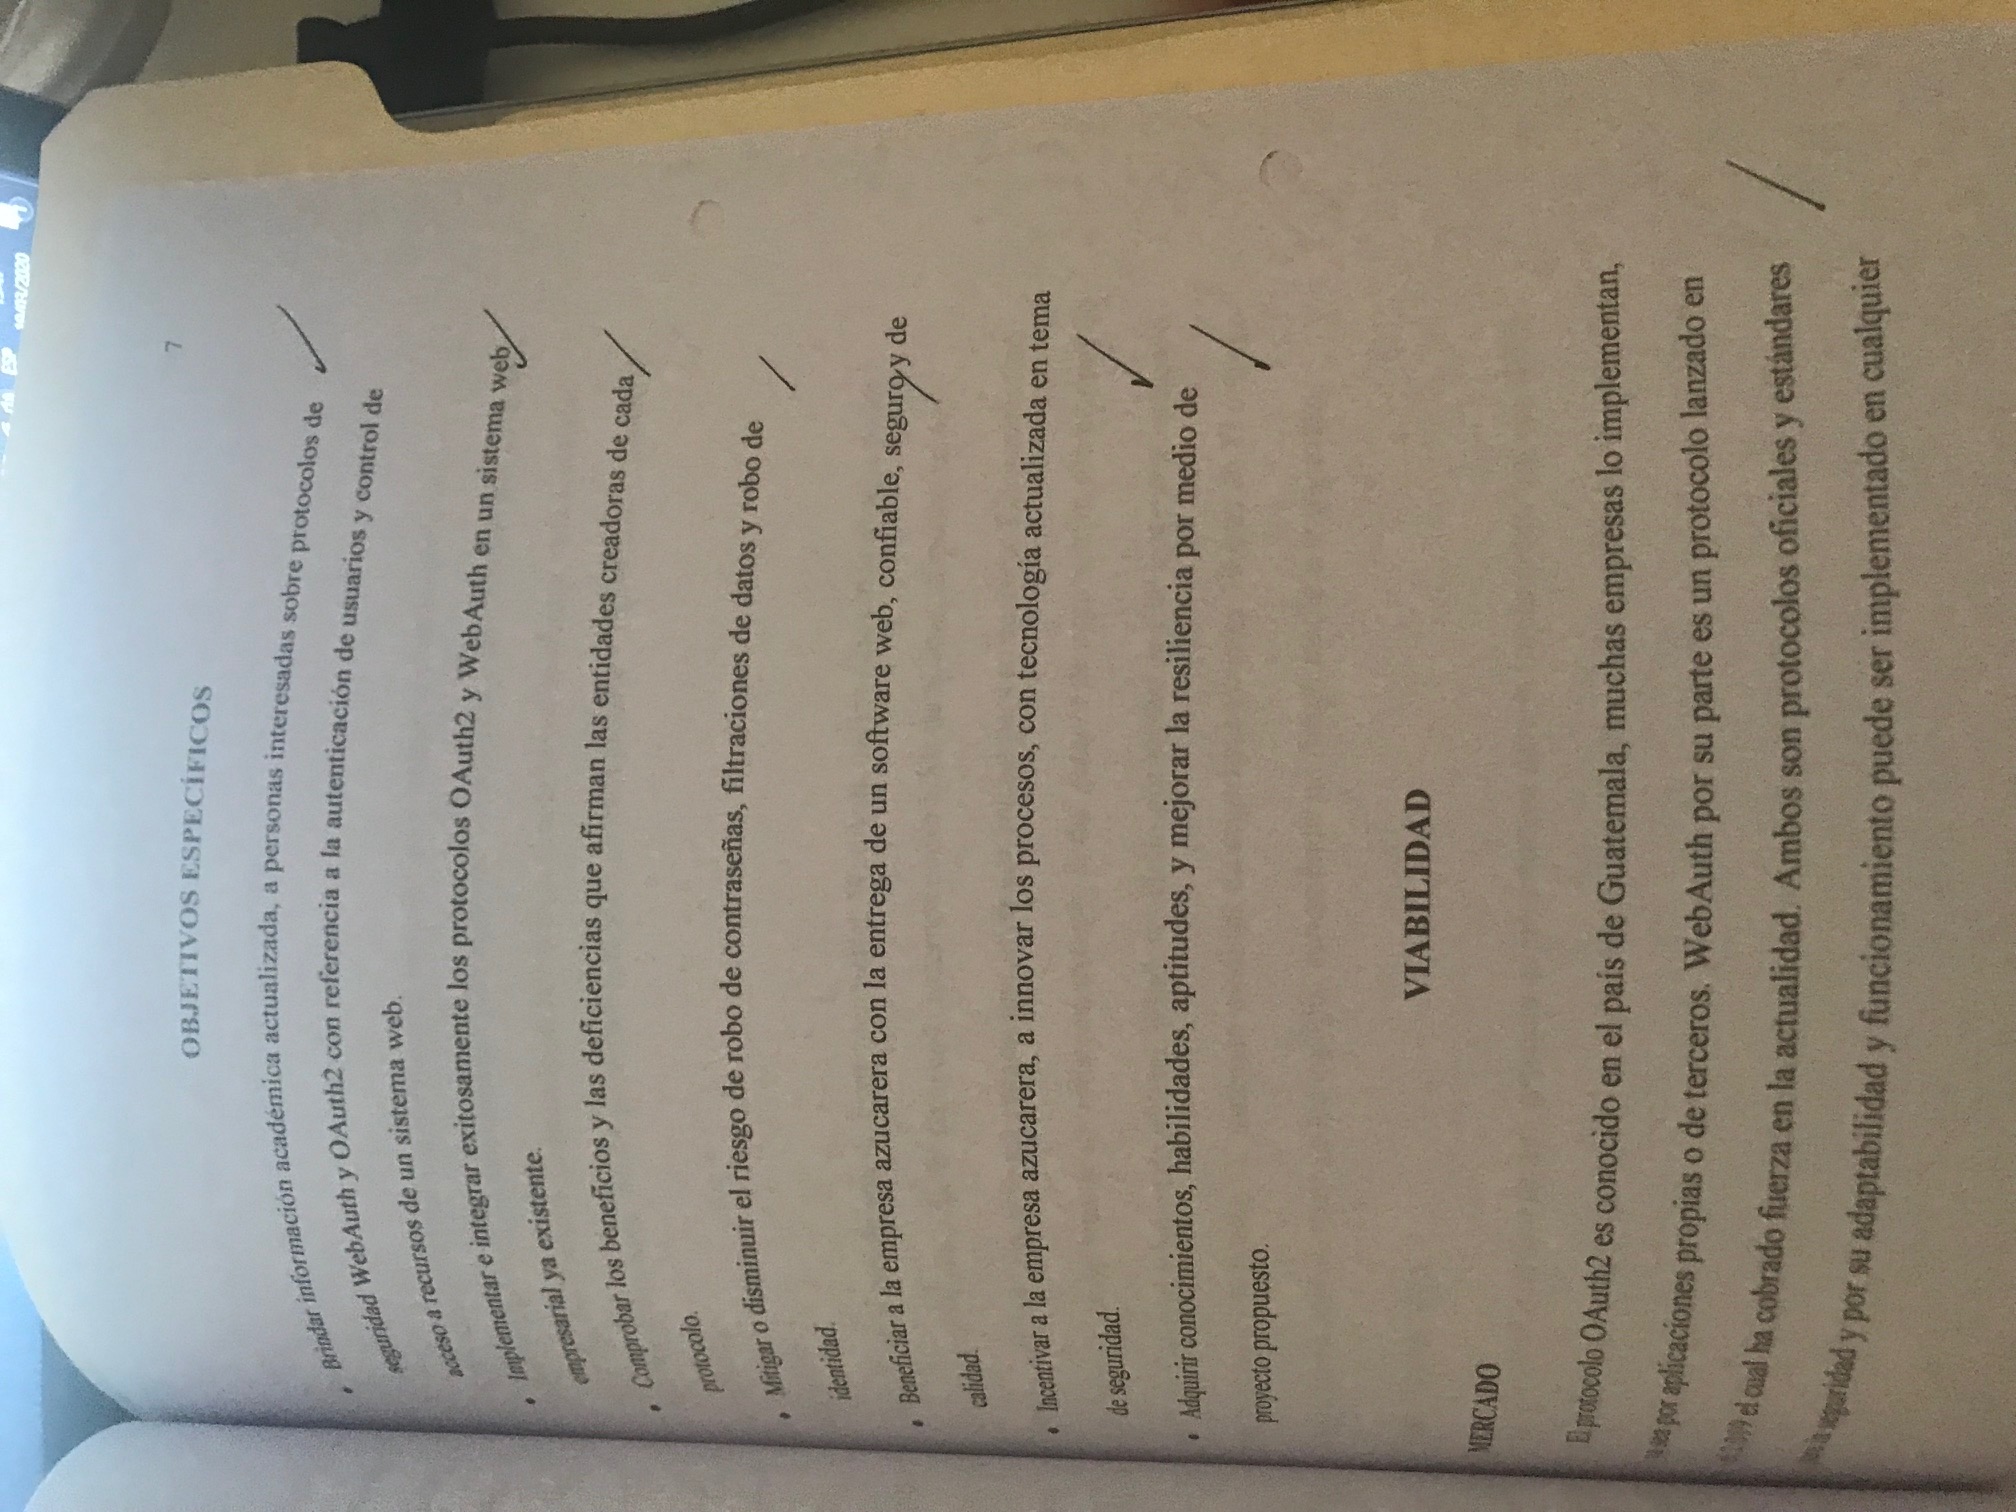 ESP
10/03/2020
7
OBJETIVOS ESPECÍFICOS
• Brindar información académica actualizada, a personas interesadas sobre protocolos de
seguridad WebAuth y OAuth2 con referencia a la autenticación de usuarios y control de
acceso a recursos de un sistema web.
• Implementar e integrar exitosamente los protocolos OAuth2 y WebAuth en un sistema web
empresarial ya existente.
• Comprobar los beneficios y las deficiencias que afirman las entidades creadoras de cada
protocolo.
• Mitigar o disminuir el riesgo de robo de contraseñas, filtraciones de datos y robo de
identidad.
• Beneficiar a la empresa azucarera con la entrega de un software web, confiable, seguro y de
calidad.
• Incentivar a la empresa azucarera, a innovar los procesos, con tecnología actualizada en tema
de seguridad.
• Adquirir conocimientos, habilidades, aptitudes, y mejorar la resiliencia por medio de
proyecto propuesto.
VIABILIDAD
MERCADO
El protocolo OAuth2 es conocido en el país de Guatemala, muchas empresas lo implementan,
ya sea por aplicaciones propias o de terceros. WebAuth por su parte es un protocolo lanzado en
el cual ha cobrado fuerza en la actualidad. Ambos son protocolos oficiales y estándares
la seguridad y por su adaptabilidad y funcionamiento puede ser implementado en cualquier